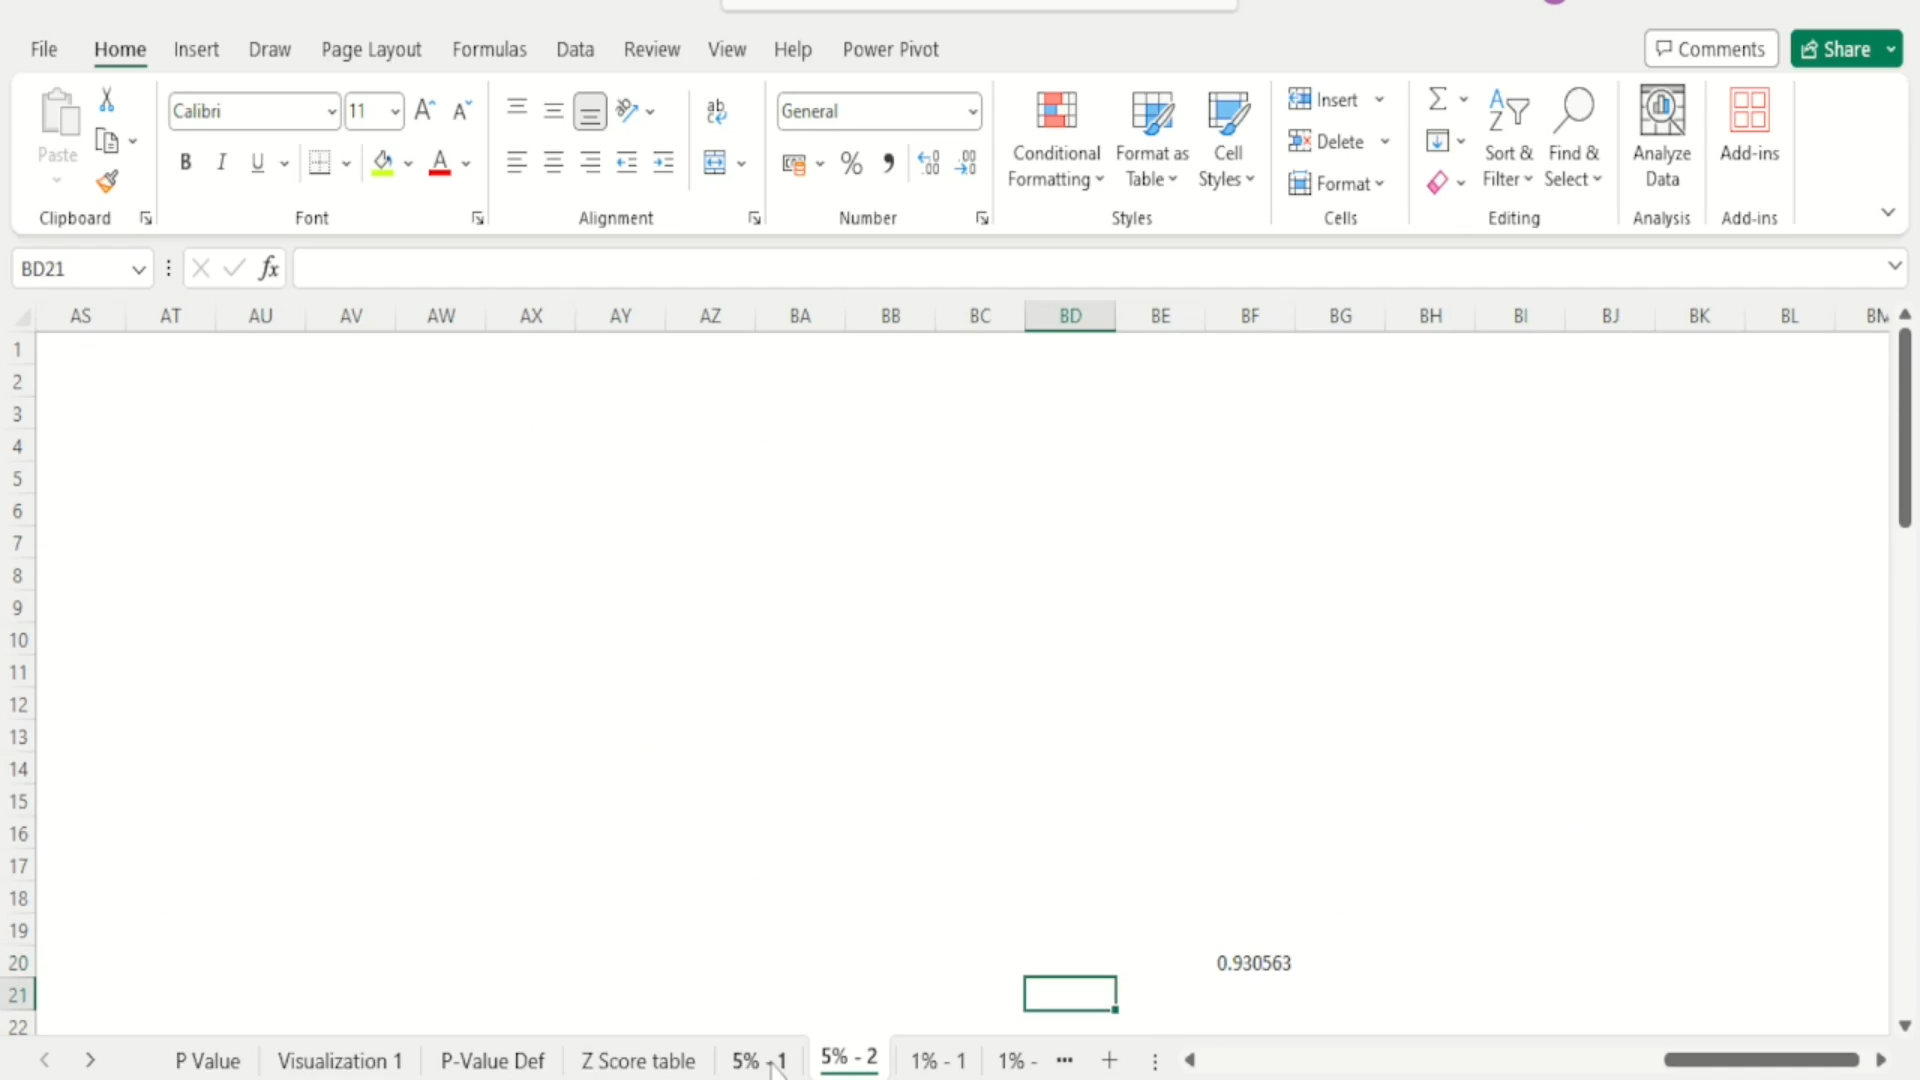 File Home Insert Draw Page Layout Formulas Data Review View Help Power Pivot Comments Share
Paste
Clipboard
Calibri 11
B I U A
Font
ab
Alignment
General
% 9 .00
Number
Conditional Formatting
Format as Table
Cell Styles
Styles
Insert
Delete
Format
Cells
Sort & Filter
Find & Select
Editing
Analyze Data
Analysis
Add-ins
Add-ins
BD21 fx
AS AT AU AV AW AX AY AZ BA BB BC BD BE BF BG BH BI BJ BK BL
1
2
3
4
5
6
7
8
9
10
11
12
13
14
15
16
17
18
19
20 0.930563
21
22
P Value Visualization 1 P-Value Def Z Score table 5% - 1 5% - 2 1% - 1 1% - ...